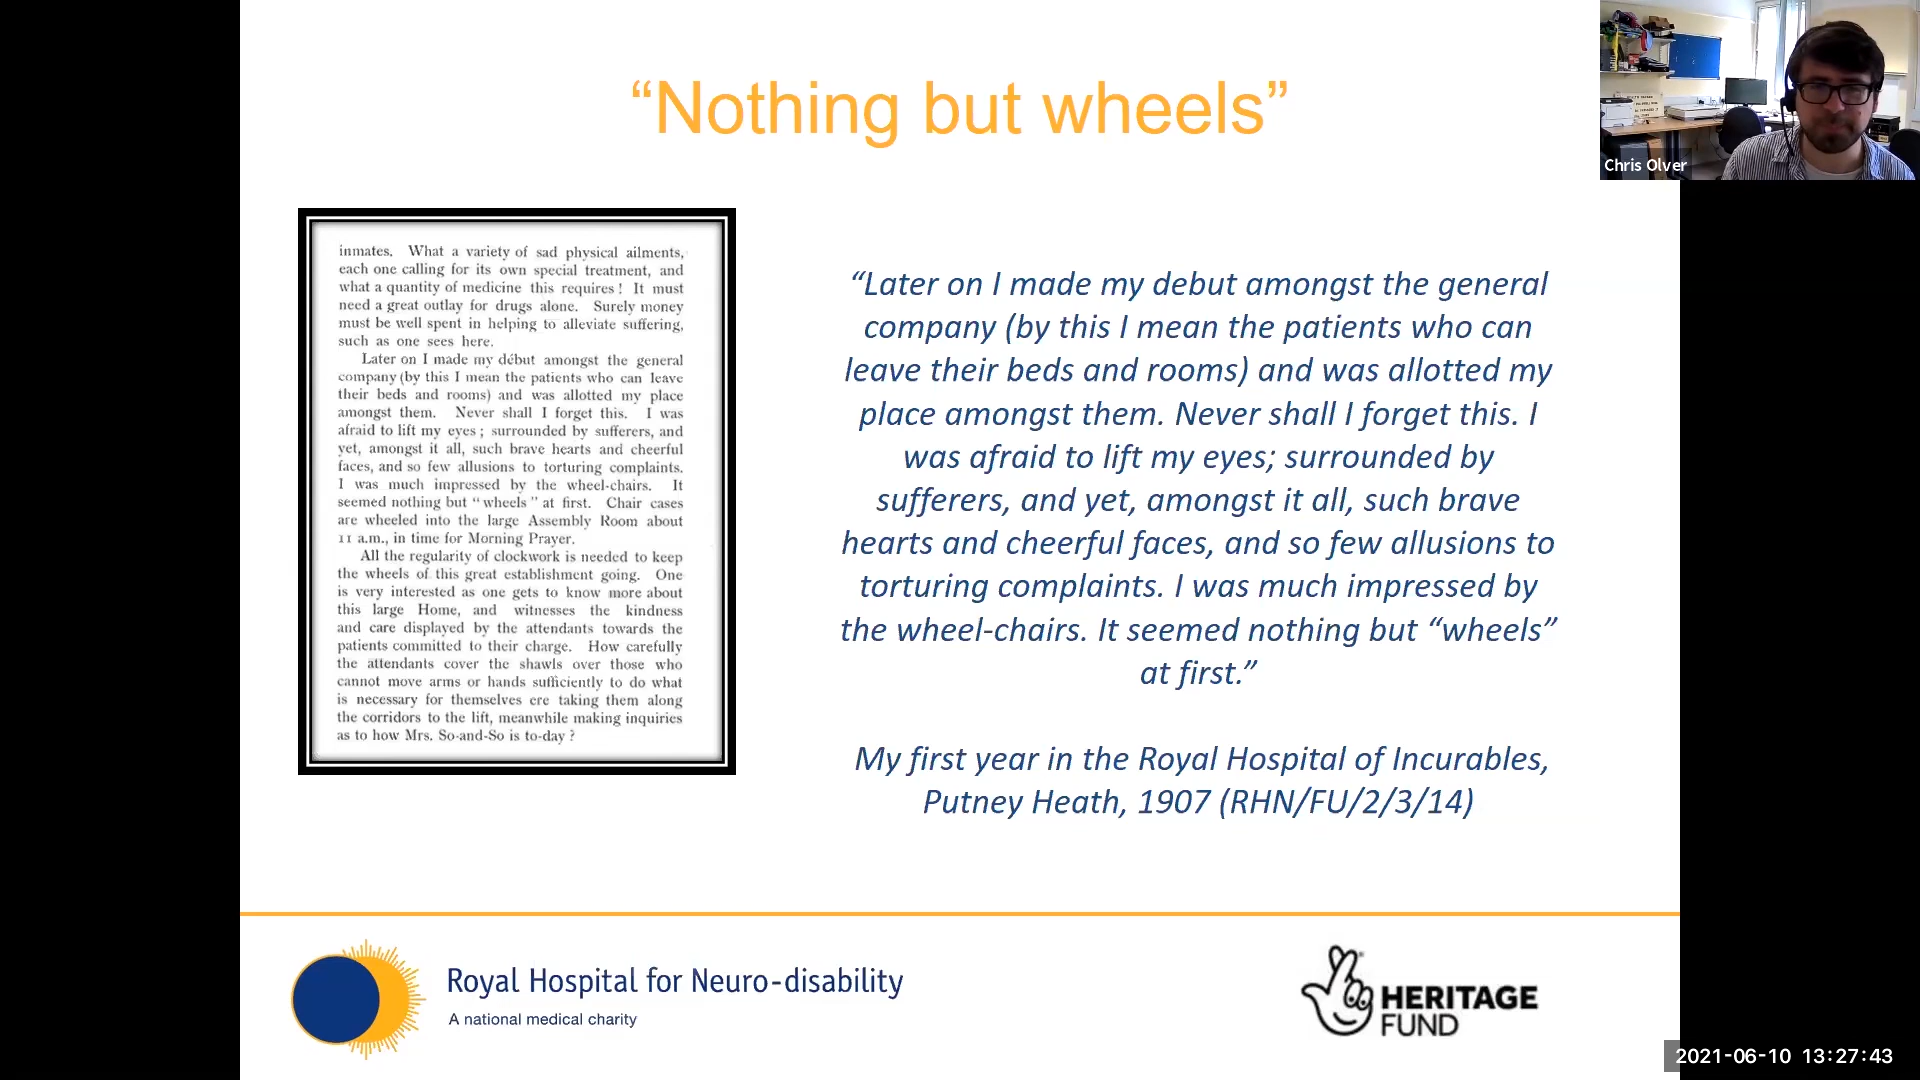 “Nothing but wheels”
Chris Olver
inmates. What a variety of sad physical ailments,
each one calling for its own special treatment, and
what a quantity of medicine this requires! It must
need a great outlay for drugs alone. Surely money
must be well spent in helping to alleviate suffering,
such as one sees here.
Later on I made my début amongst the general
company (by this I mean the patients who can leave
their beds and rooms) and was allotted my place
amongst them. Never shall I forget this. I was
afraid to lift my eyes; surrounded by sufferers, and
yet, amongst it all, such brave hearts and cheerful
faces, and so few allusions to torturing complaints.
I was much impressed by the wheel-chairs. It
seemed nothing but “wheels” at first. Chair cases
are wheeled into the large Assembly Room about
11 a.m., in time for Morning Prayer.
All the regularity of clockwork is needed to keep
the wheels of this great establishment going. One
is very interested as one gets to know more about
this large Home, and witnesses the kindness
and care displayed by the attendants towards the
patients committed to their charge. How carefully
the attendants cover the shawls over those who
cannot move arms or hands sufficiently to do what
is necessary for themselves ere taking them along
the corridors to the lift, meanwhile making inquiries
as to how Mrs. So-and-So is to-day?
“Later on I made my debut amongst the general
company (by this I mean the patients who can
leave their beds and rooms) and was allotted my
place amongst them. Never shall I forget this. I
was afraid to lift my eyes; surrounded by
sufferers, and yet, amongst it all, such brave
hearts and cheerful faces, and so few allusions to
torturing complaints. I was much impressed by
the wheel-chairs. It seemed nothing but “wheels”
at first.”
My first year in the Royal Hospital of Incurables,
Putney Heath, 1907 (RHN/FU/2/3/14)
Royal Hospital for Neuro-disability
A national medical charity
HERITAGE
FUND
2021-06-10 13:27:43